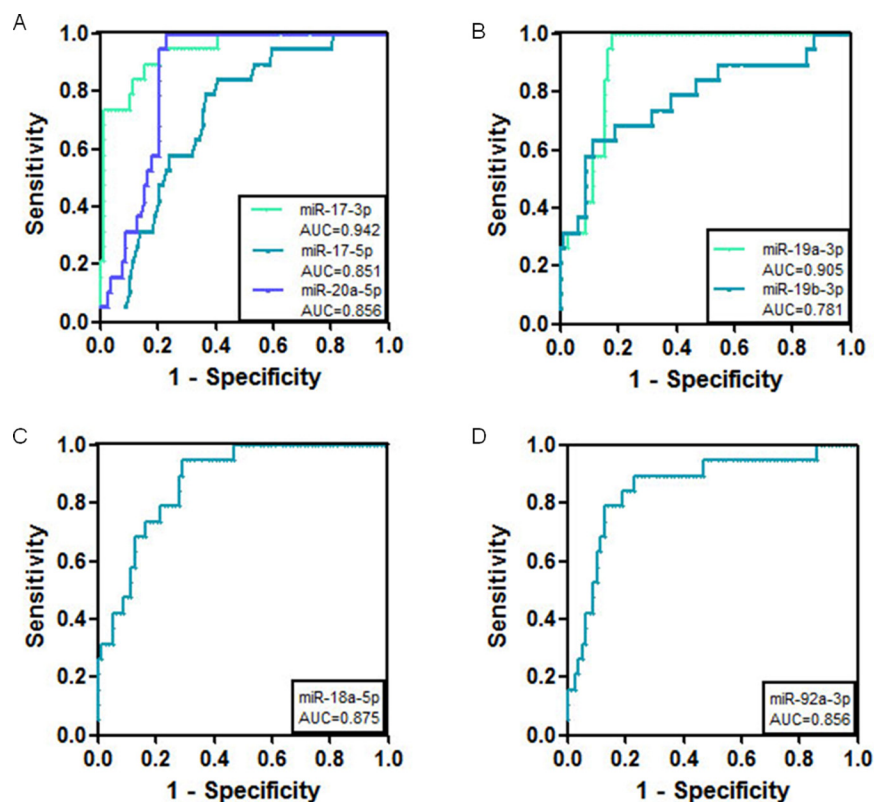 A
1.0
0.8
0.6
0.4
0.2
0.0
Sensitivity
miR-17-3p
AUC=0.942
miR-17-5p
AUC=0.851
miR-20a-5p
AUC=0.856
0.0 0.2 0.4 0.6 0.8 1.0
1 - Specificity
B
1.0
0.8
0.6
0.4
0.2
0.0
Sensitivity
miR-19a-3p
AUC=0.905
miR-19b-3p
AUC=0.781
0.0 0.2 0.4 0.6 0.8 1.0
1 - Specificity
C
1.0
0.8
0.6
0.4
0.2
0.0
Sensitivity
miR-18a-5p
AUC=0.875
0.0 0.2 0.4 0.6 0.8 1.0
1 - Specificity
D
1.0
0.8
0.6
0.4
0.2
0.0
Sensitivity
miR-92a-3p
AUC=0.856
0.0 0.2 0.4 0.6 0.8 1.0
1 - Specificity